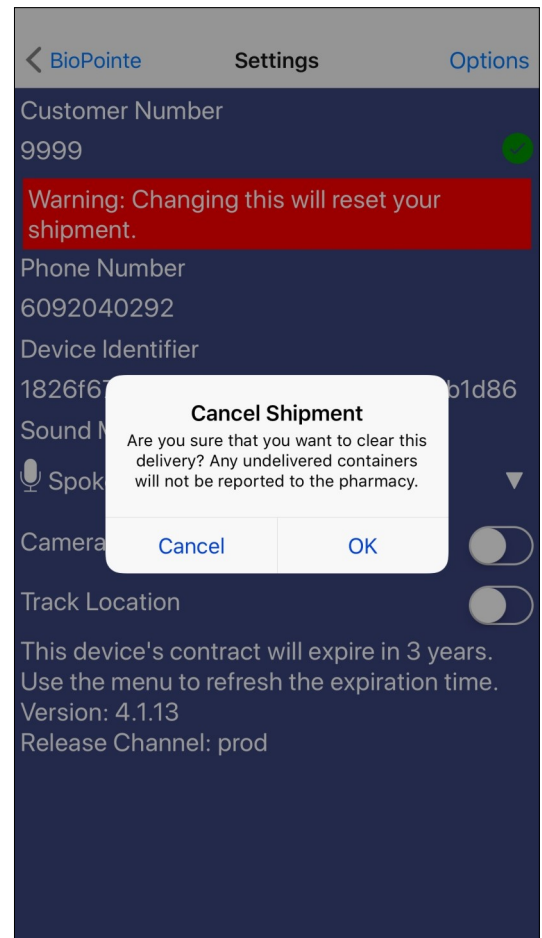 BioPointe Settings Options
Customer Number
9999
Warning: Changing this will reset your
shipment.
Phone Number
6092040292
Device Identifier
1826f67 b1d86
Sound
Cancel Shipment
Are you sure that you want to clear this
delivery? Any undelivered containers
will not be reported to the pharmacy.
Cancel OK
Camera
Track Location
This device's contract will expire in 3 years.
Use the menu to refresh the expiration time.
Version: 4.1.13
Release Channel: prod